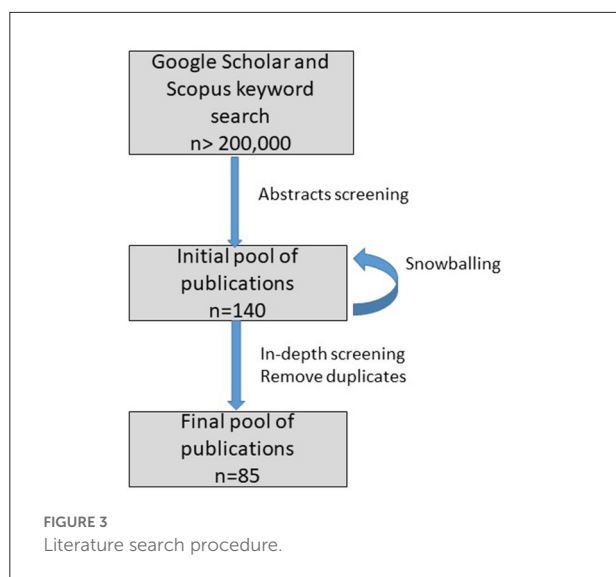 Google Scholar and
Scopus keyword
search
n> 200,000
Abstracts screening
Initial pool of
publications
n=140
Snowballing
In-depth screening
Remove duplicates
Final pool of
publications
n=85
FIGURE 3
Literature search procedure.